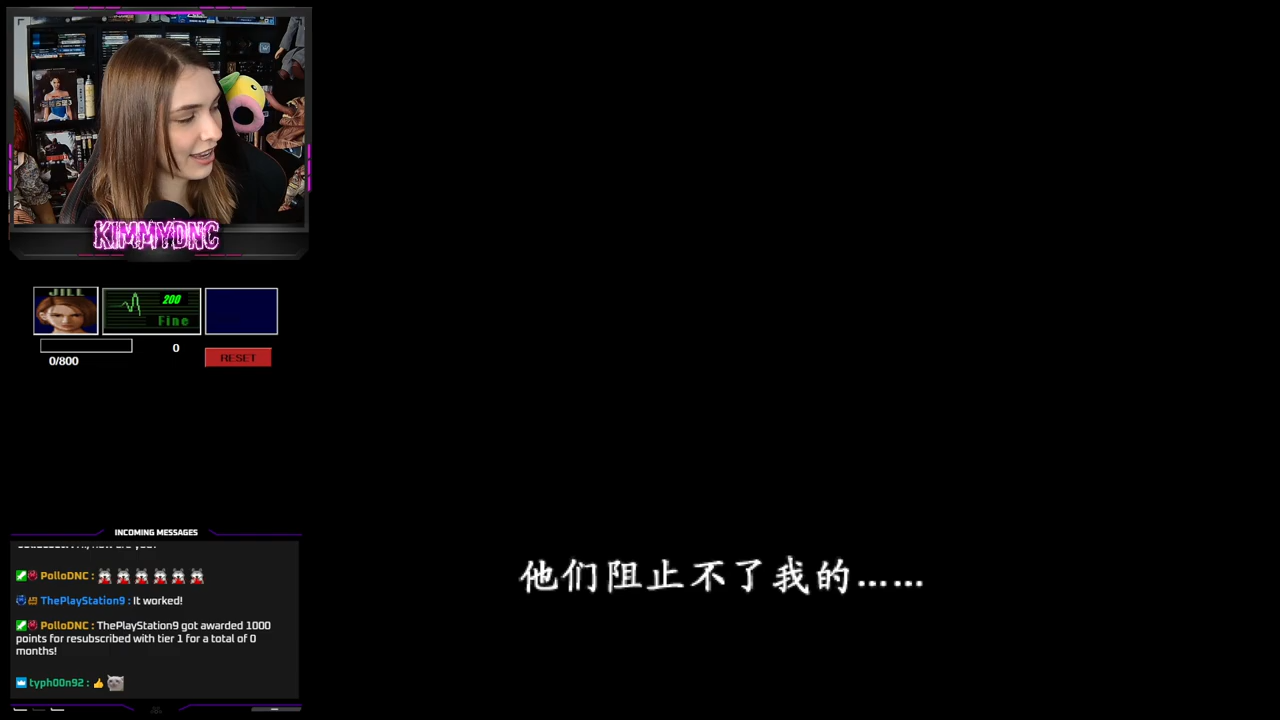 KIMMYDNC
JILL
200
Fine
0/800
0
RESET
INCOMING MESSAGES
PolloDNC :
ThePlayStation9 : It worked!
PolloDNC : ThePlayStation9 got awarded 1000
points for resubscribed with tier 1 for a total of 0
months!
typh00n92 :
他们阻止不了我的……